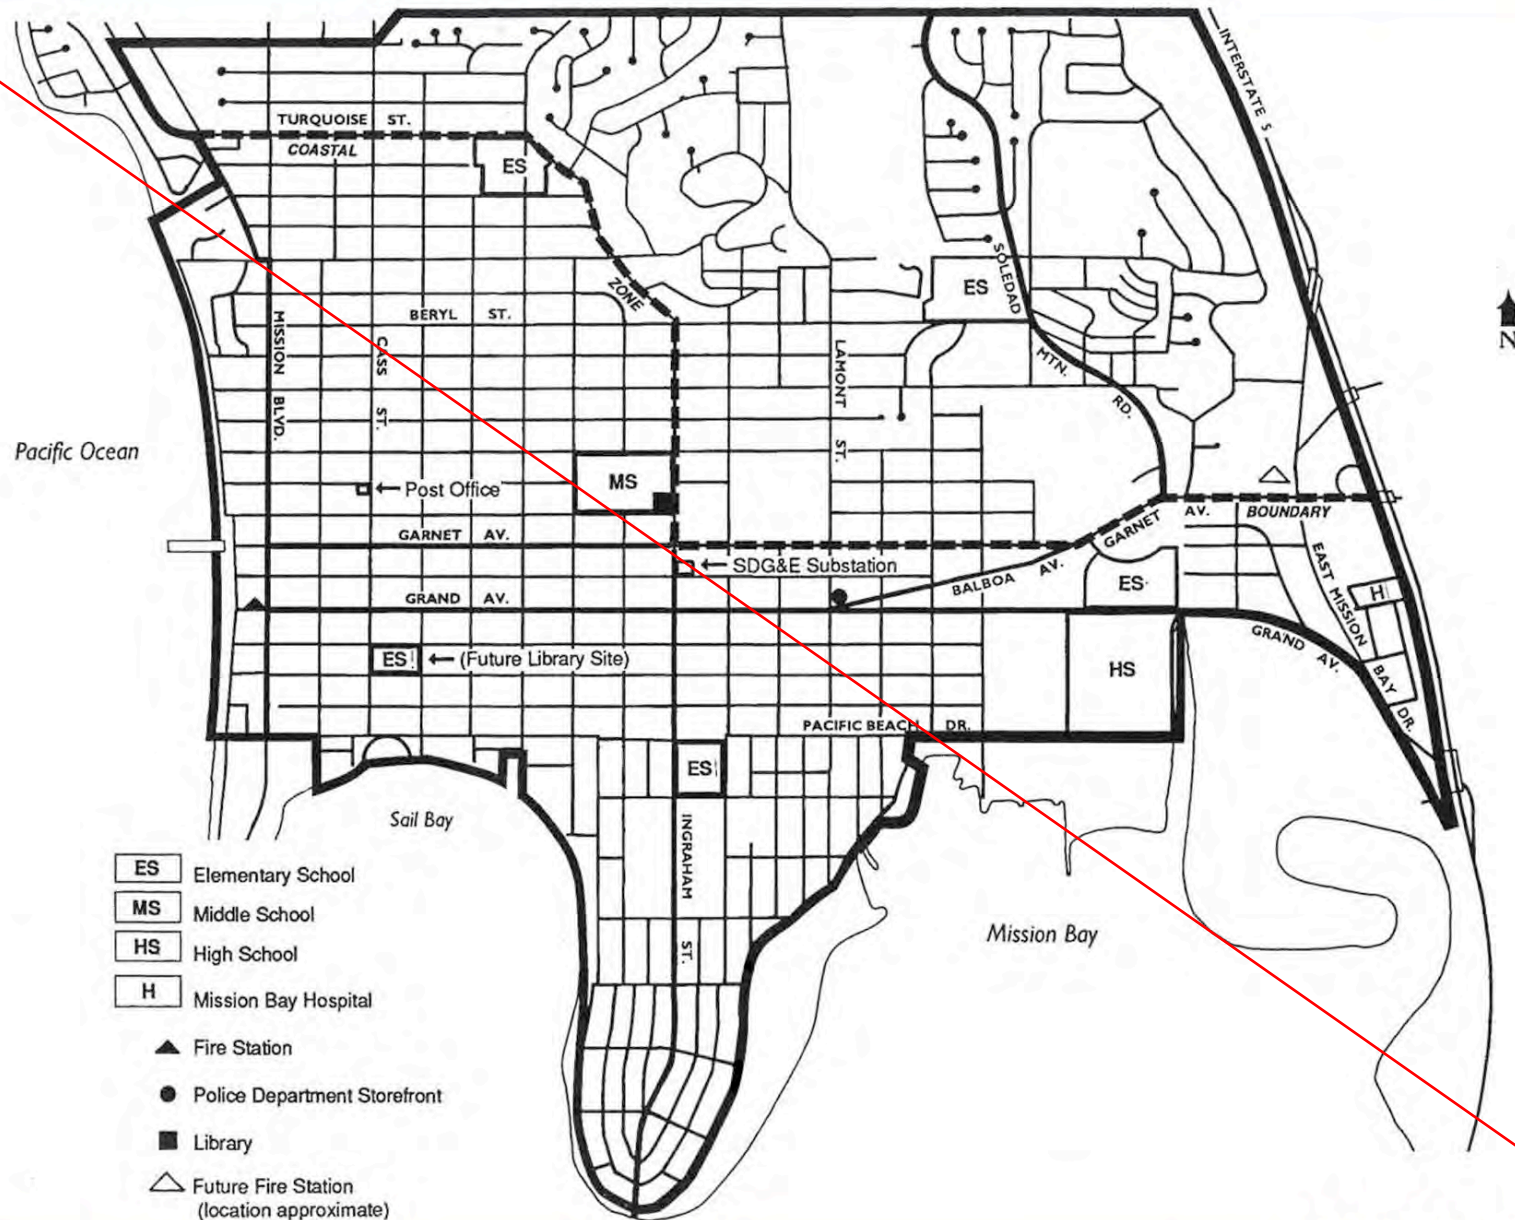 INTERSTATE 5
TURQUOISE ST.
COASTAL
ES
ZONE
SOLEDAD
ES
MTN.
RD.
BERYL ST.
MISSION BLVD.
CASS ST.
LAMONT ST.
N
Pacific Ocean
MS
← Post Office
GARNET AV.
GARNET AV.
BOUNDARY
← SDG&E Substation
BALBOA AV.
ES
EAST MISSION BAY DR.
H
GRAND AV.
GRAND AV.
ES ← (Future Library Site)
HS
PACIFIC BEACH DR.
ES
Sail Bay
INGRAHAM ST.
Mission Bay
ES Elementary School
MS Middle School
HS High School
H Mission Bay Hospital
Fire Station
Police Department Storefront
Library
Future Fire Station
(location approximate)